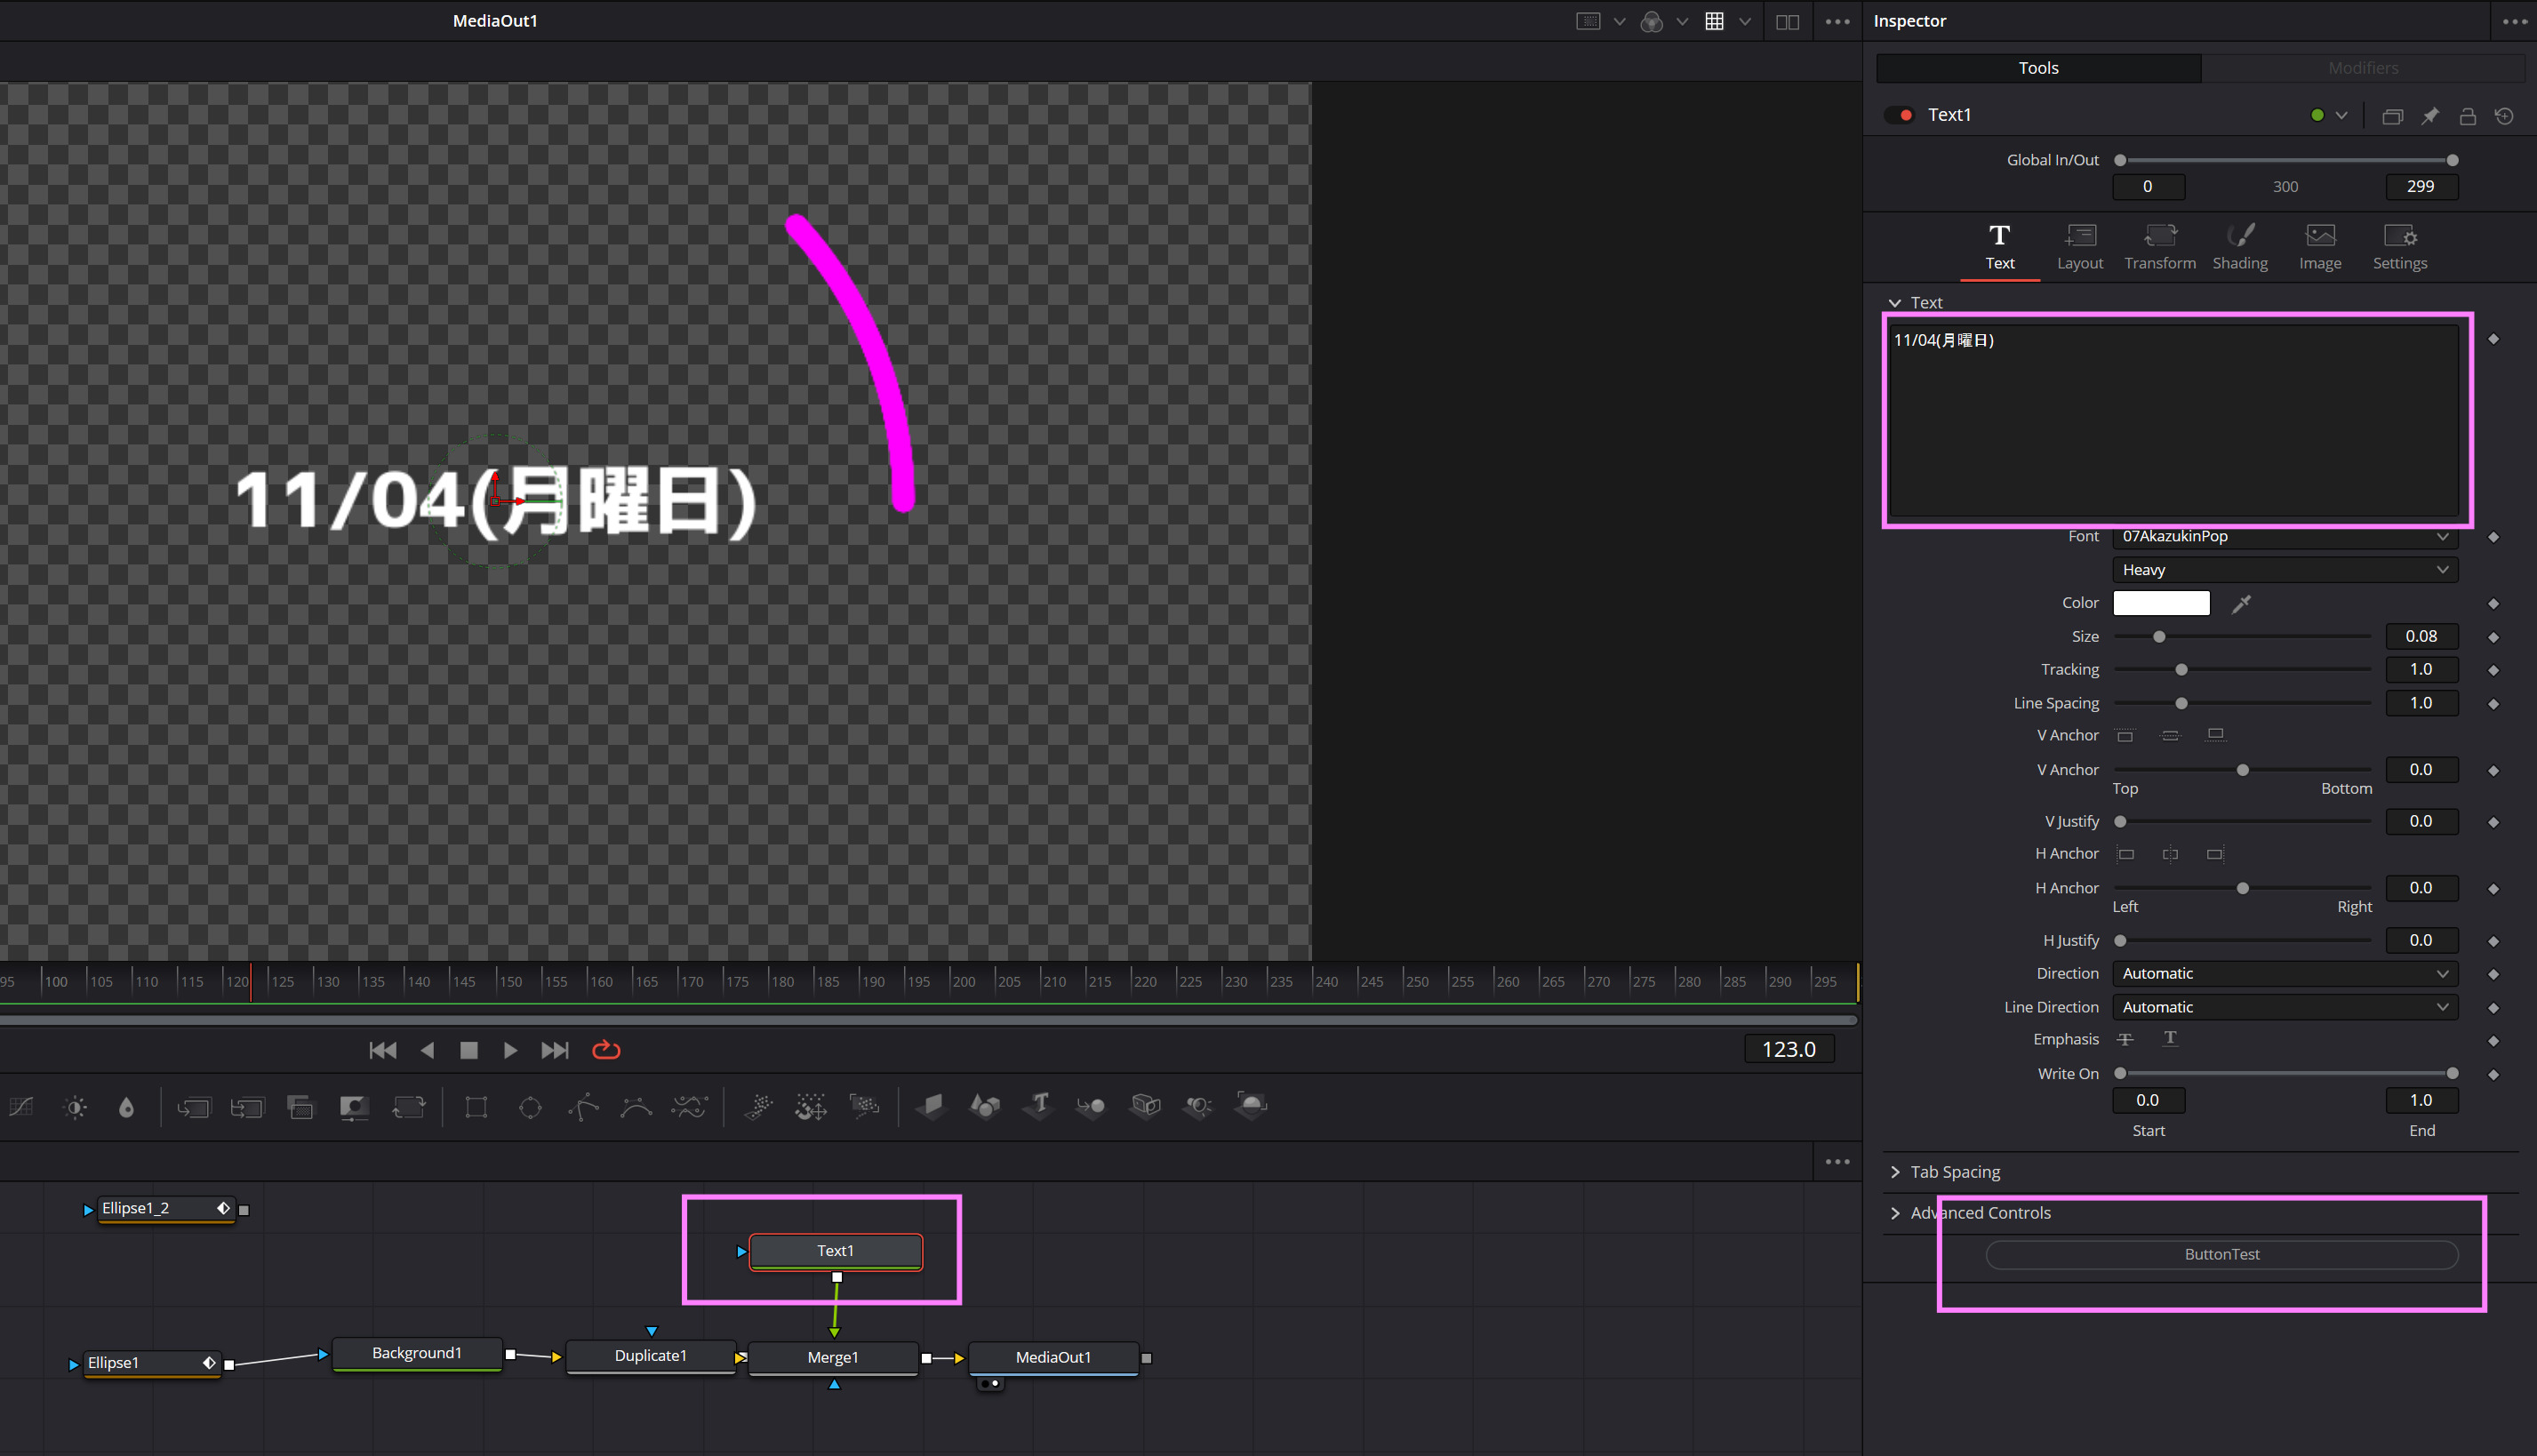 MediaOut1
Inspector
Tools
Modifiers
Text1
Global In/Out
0
300
299
Text
Layout
Transform
Shading
Image
Settings
Text
11/04(月曜日)
11/04(月曜日)
Font
07AkazukinPop
Heavy
Color
Size
0.08
Tracking
1.0
Line Spacing
1.0
V Anchor
V Anchor
0.0
Top
Bottom
V Justify
0.0
H Anchor
H Anchor
0.0
Left
Right
H Justify
0.0
Direction
Automatic
Line Direction
Automatic
Emphasis
Write On
0.0
1.0
Start
End
Tab Spacing
Advanced Controls
ButtonTest
95 100 105 110 115 120 125 130 135 140 145 150 155 160 165 170 175 180 185 190 195 200 205 210 215 220 225 230 235 240 245 250 255 260 265 270 275 280 285 290 295
123.0
Ellipse1_2
Text1
Ellipse1
Background1
Duplicate1
Merge1
MediaOut1